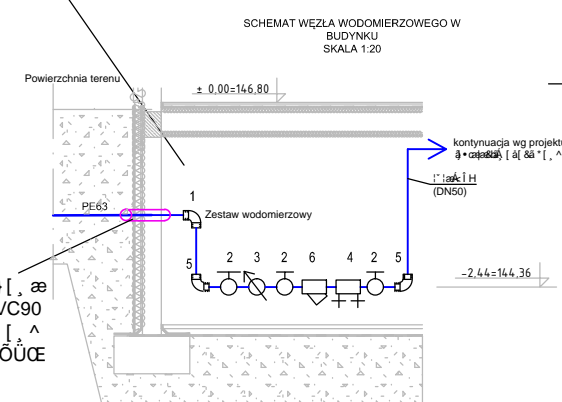 SCHEMAT WĘZŁA WODOMIERZOWEGO W
BUDYNKU
SKALA 1:20
Powierzchnia terenu
± 0,00=146,80
kontynuacja wg projektu
(DN50)
PE63
1
Zestaw wodomierzowy
5 2 3 2 6 4 2 5
-2,44=144,36
VC90